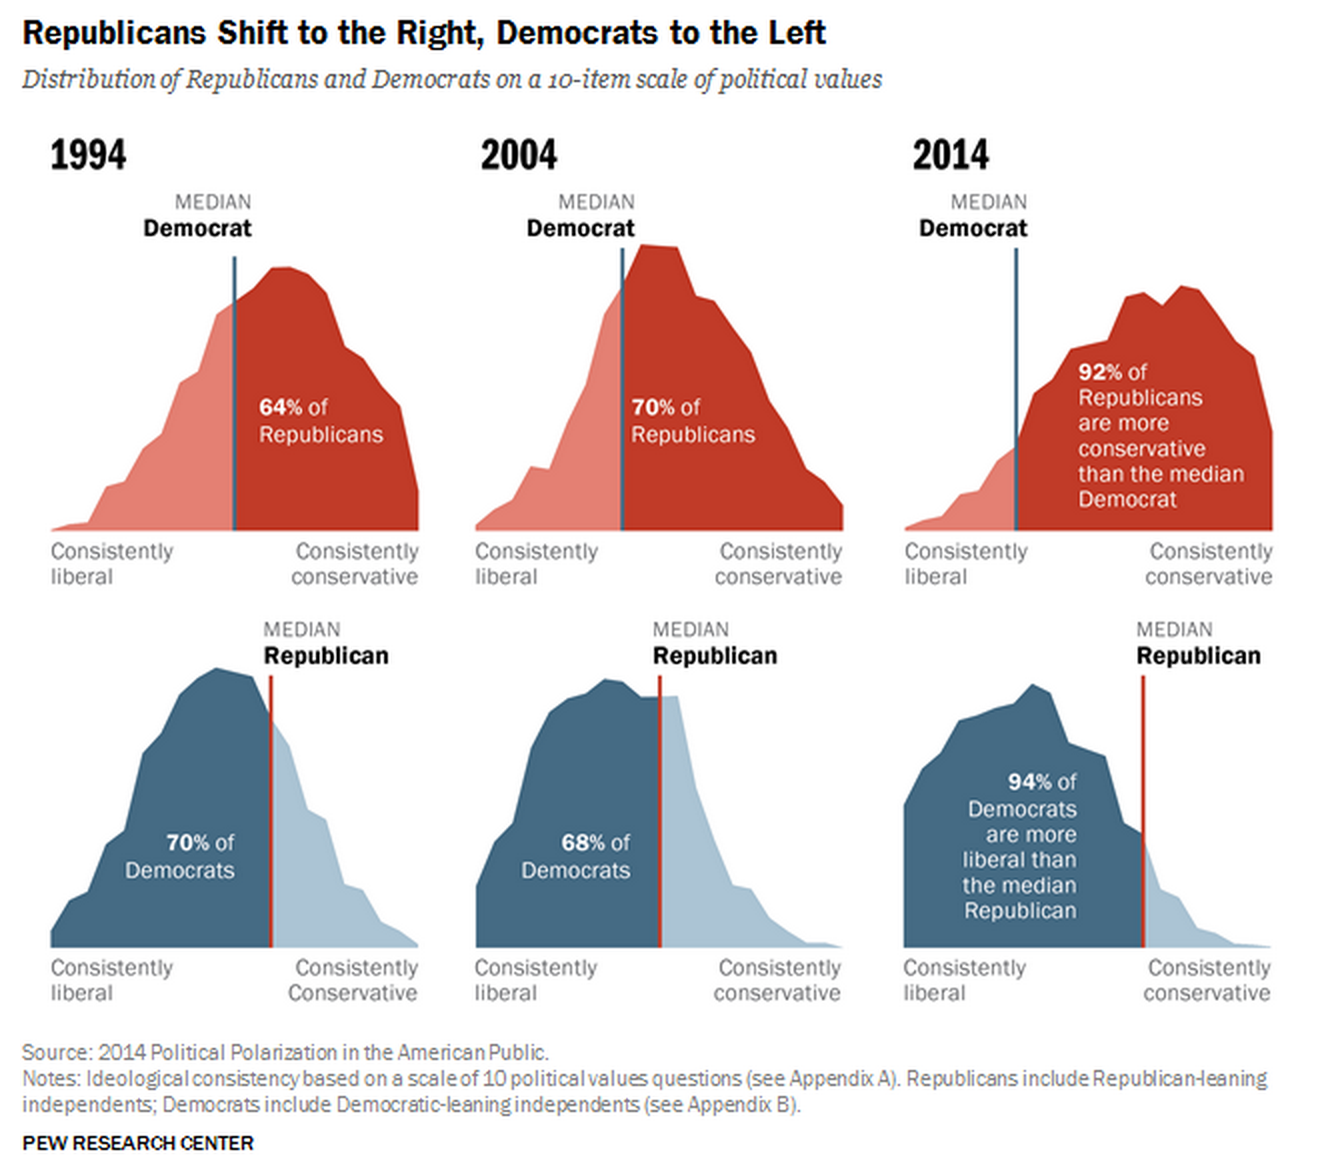 Republicans Shift to the Right, Democrats to the Left
Distribution of Republicans and Democrats on a 10-item scale of political values
1994
MEDIAN
Democrat
64% of
Republicans
Consistently
liberal
Consistently
conservative
2004
MEDIAN
Democrat
70% of
Republicans
Consistently
liberal
Consistently
conservative
2014
MEDIAN
Democrat
92% of
Republicans
are more
conservative
than the median
Democrat
Consistently
liberal
Consistently
conservative
MEDIAN
Republican
70% of
Democrats
Consistently
liberal
Consistently
Conservative
MEDIAN
Republican
68% of
Democrats
Consistently
liberal
Consistently
conservative
MEDIAN
Republican
94% of
Democrats
are more
liberal than
the median
Republican
Consistently
liberal
Consistently
conservative
Source: 2014 Political Polarization in the American Public.
Notes: Ideological consistency based on a scale of 10 political values questions (see Appendix A). Republicans include Republican-leaning
independents; Democrats include Democratic-leaning independents (see Appendix B).
PEW RESEARCH CENTER